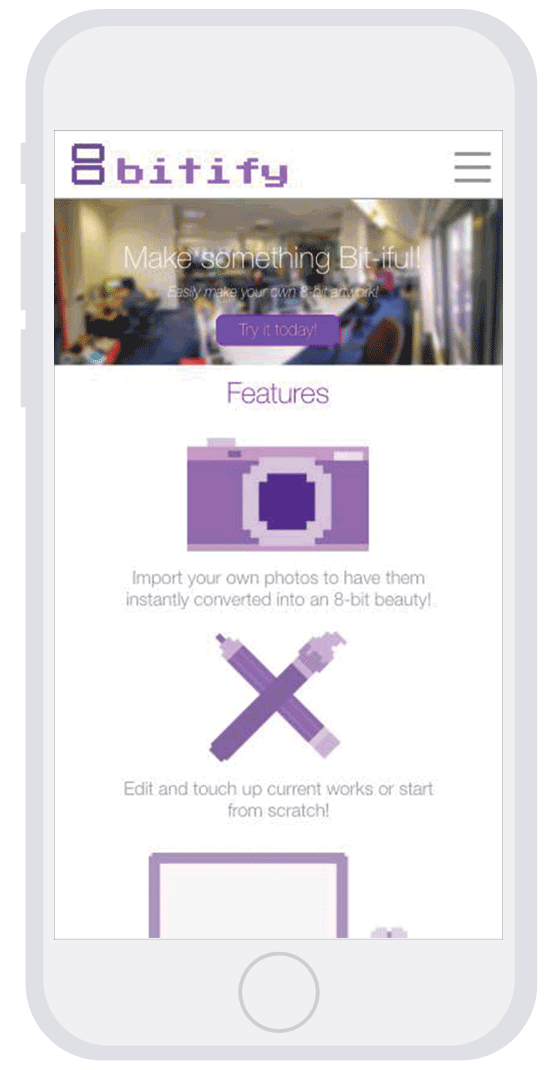 8bitify
Make something Bit-iful!
Easily make your own 8-bit artwork!
Try it today!
Features
Import your own photos to have them
instantly converted into an 8-bit beauty!
Edit and touch up current works or start
from scratch!